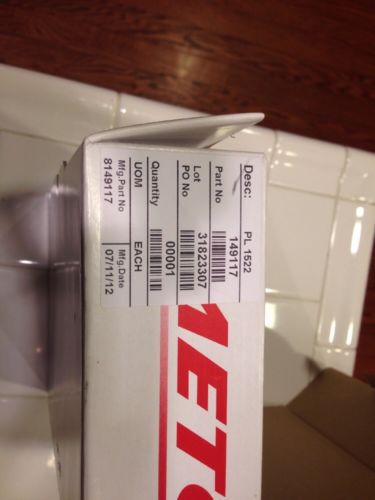 Desc: PL 1522
Part No 149117
Lot 31823307
PO No
Quantity 00001
UOM EACH
Mfg.Part No Mfg.Date
8149117 07/11/12
METO